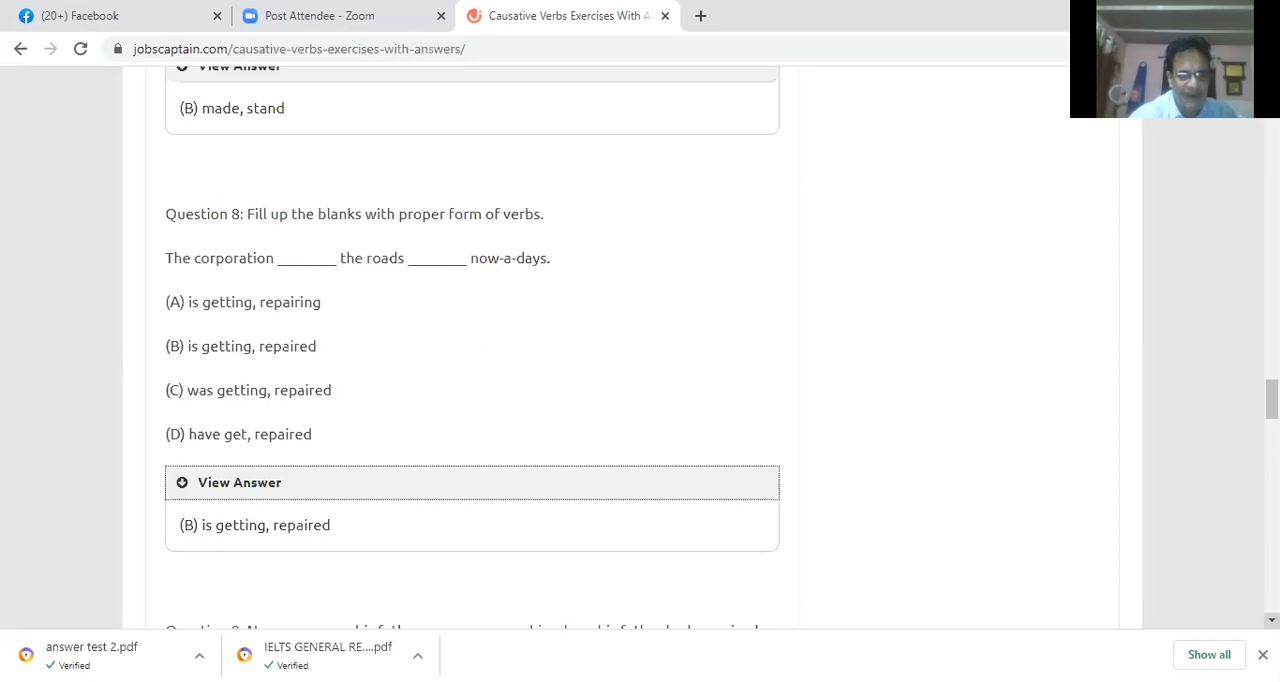 (20+) Facebook
Post Attendee - Zoom
Causative Verbs Exercises With A
jobscaptain.com/causative-verbs-exercises-with-answers/
View Answer
(B) made, stand
Question 8: Fill up the blanks with proper form of verbs.
The corporation ________ the roads ________ now-a-days.
(A) is getting, repairing
(B) is getting, repaired
(C) was getting, repaired
(D) have get, repaired
View Answer
(B) is getting, repaired
answer test 2.pdf
Verified
IELTS GENERAL RE....pdf
Verified
Show all